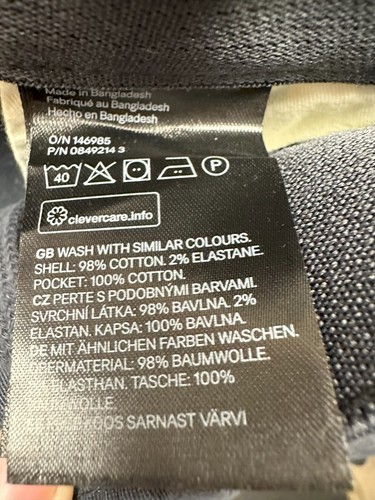 Made in Bangladesh
Fabriqué au Bangladesh
Hecho en Bangladesh
O/N 146985
P/N 0849214 3
40 P
clevercare.info
GB WASH WITH SIMILAR COLOURS.
SHELL: 98% COTTON. 2% ELASTANE.
POCKET: 100% COTTON.
CZ PERTE S PODOBNÝMI BARVAMI
SVRCHNÍ LÁTKA: 98% BAVLNA. 2%
ELASTAN. KAPSA: 100% BAVLNA.
DE MIT ÄHNLICHEN FARBEN WASCHEN.
OBERMATERIAL: 98% BAUMWOLLE.
ELASTHAN. TASCHE: 100%
SARNAST VÄRVI